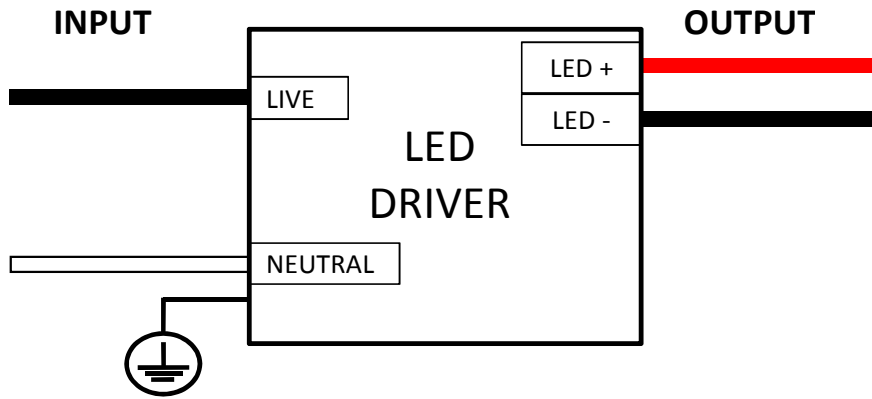 INPUT
OUTPUT
LED +
LIVE
LED -
LED
DRIVER
NEUTRAL